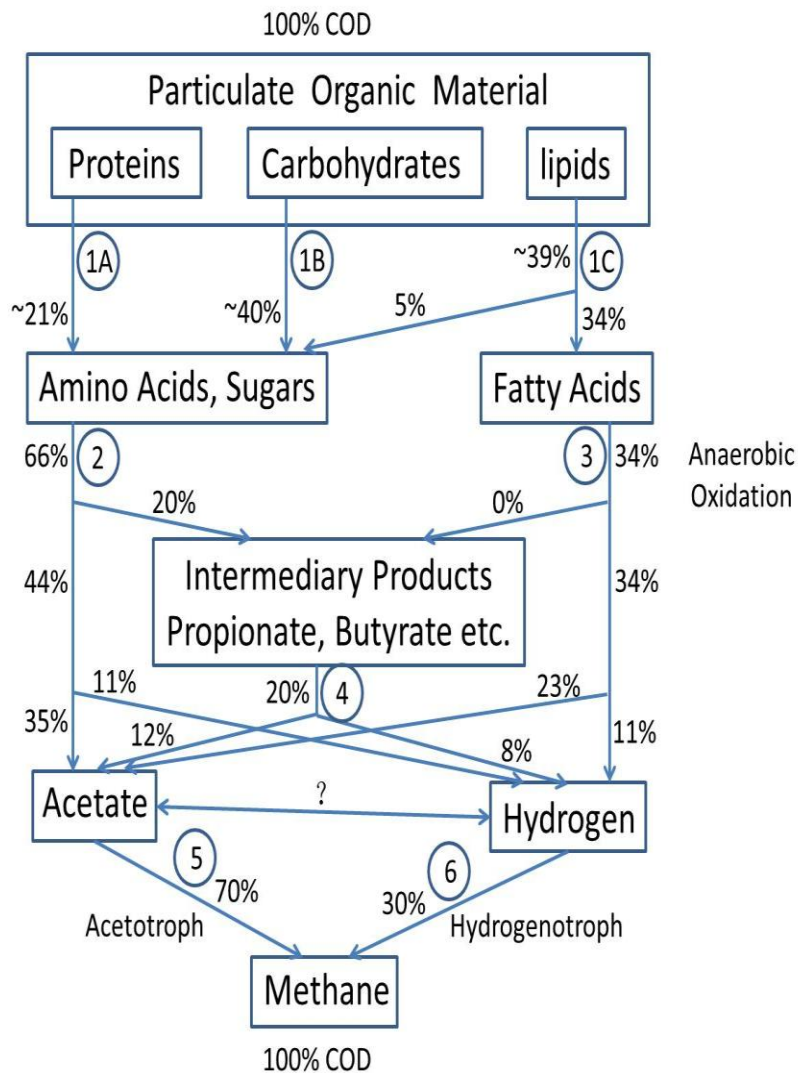 100% COD
Particulate Organic Material
Proteins
Carbohydrates
lipids
1A
1B
~39%
1C
~21%
~40%
5%
34%
Amino Acids, Sugars
Fatty Acids
66%
2
3
34%
Anaerobic
Oxidation
20%
0%
44%
Intermediary Products
Propionate, Butyrate etc.
34%
11%
20%
4
23%
35%
12%
8%
11%
Acetate
?
Hydrogen
5
6
70%
30%
Acetotroph
Hydrogenotroph
Methane
100% COD